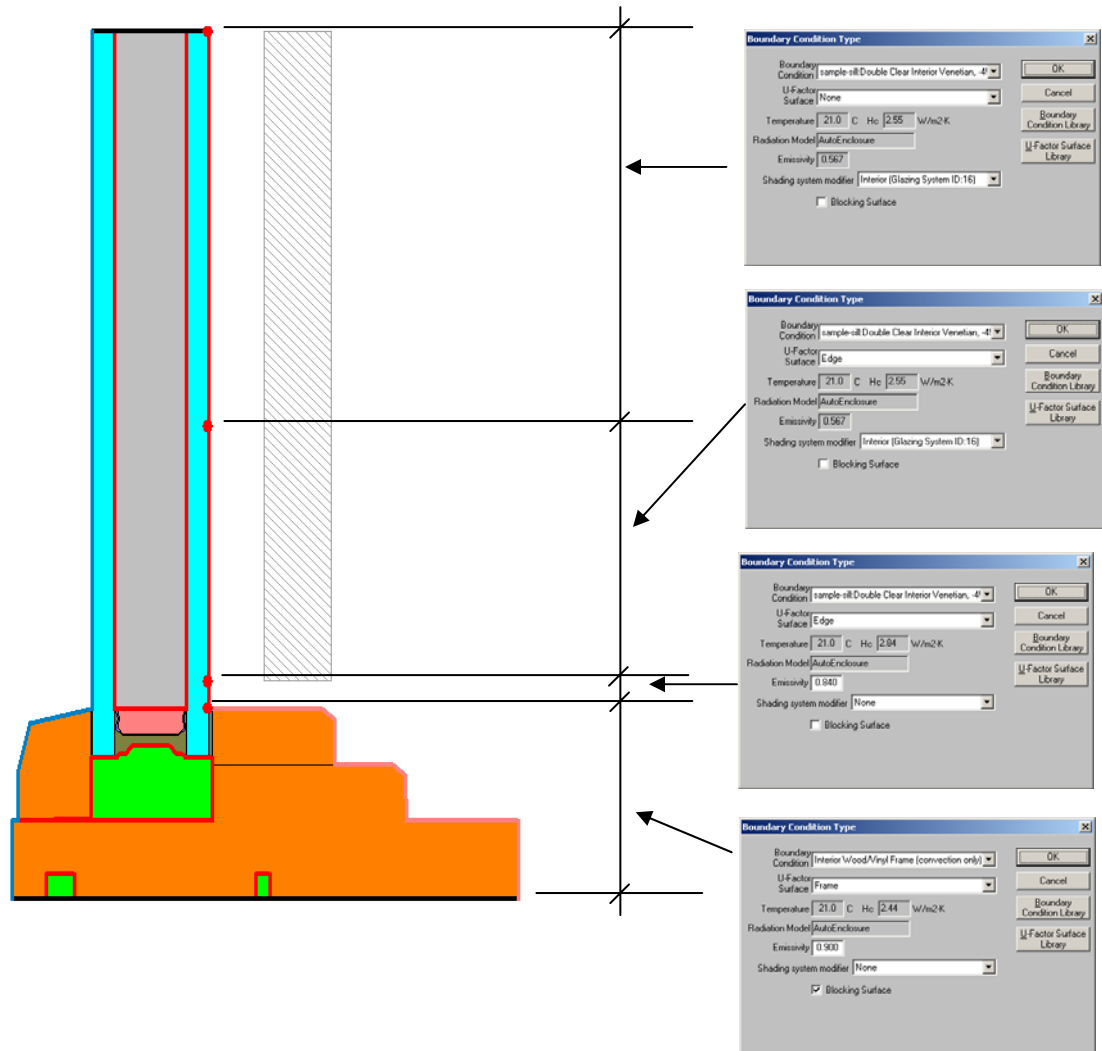 Boundary Condition Type
Boundary
Condition sample-sill:Double Clear Interior Venetian, -4
U-Factor
Surface None
Temperature 21.0 C Hc 2.55 W/m2-K
Radiation Model AutoEnclosure
Emissivity 0.567
Shading system modifier Interior (Glazing System ID:16)
Blocking Surface
OK
Cancel
Boundary
Condition Library
U-Factor Surface
Library
Boundary Condition Type
Boundary
Condition sample-sill:Double Clear Interior Venetian, -4
U-Factor
Surface Edge
Temperature 21.0 C Hc 2.55 W/m2-K
Radiation Model AutoEnclosure
Emissivity 0.567
Shading system modifier Interior (Glazing System ID:16)
Blocking Surface
OK
Cancel
Boundary
Condition Library
U-Factor Surface
Library
Boundary Condition Type
Boundary
Condition sample-sill:Double Clear Interior Venetian, -4
U-Factor
Surface Edge
Temperature 21.0 C Hc 2.84 W/m2-K
Radiation Model AutoEnclosure
Emissivity 0.840
Shading system modifier None
Blocking Surface
OK
Cancel
Boundary
Condition Library
U-Factor Surface
Library
Boundary Condition Type
Boundary
Condition Interior Wood/Vinyl Frame (convection only)
U-Factor
Surface Frame
Temperature 21.0 C Hc 2.44 W/m2-K
Radiation Model AutoEnclosure
Emissivity 0.900
Shading system modifier None
Blocking Surface
OK
Cancel
Boundary
Condition Library
U-Factor Surface
Library